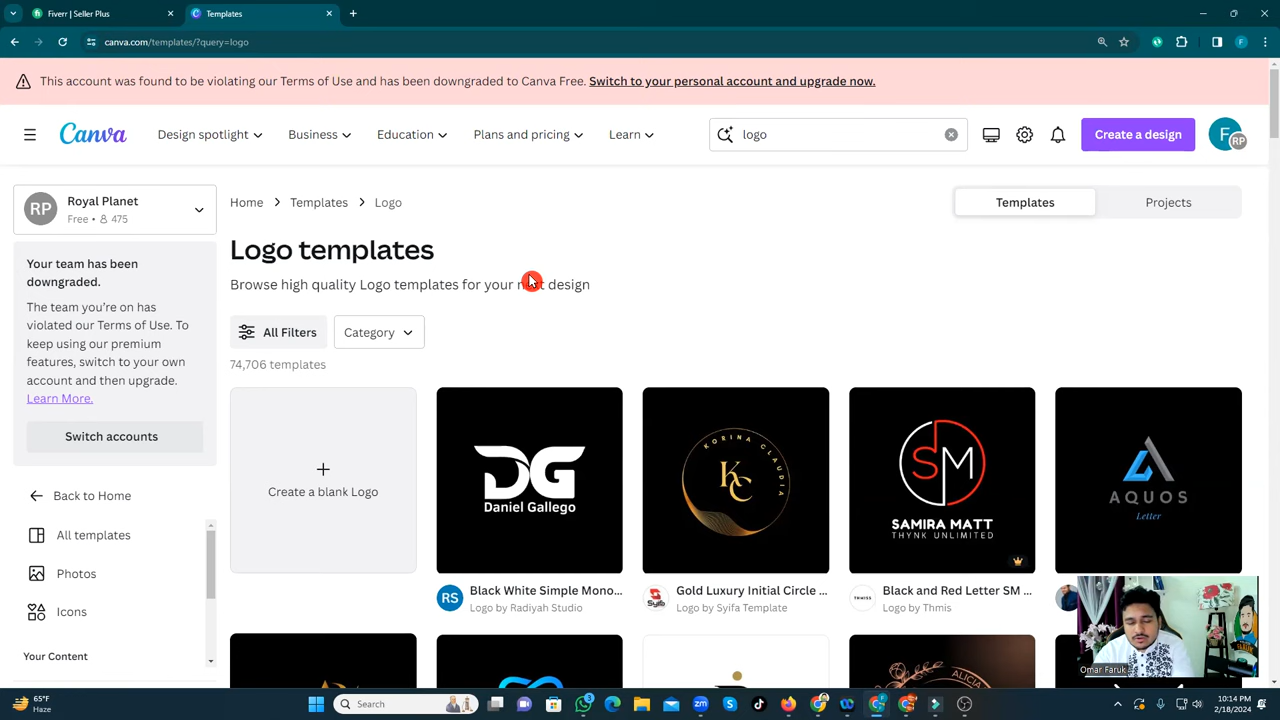 Fiverr | Seller Plus
Templates
canva.com/templates/?query=logo
This account was found to be violating our Terms of Use and has been downgraded to Canva Free. Switch to your personal account and upgrade now.
Canva
Design spotlight
Business
Education
Plans and pricing
Learn
logo
Create a design
F
RP
RP
Royal Planet
Free • 475
Your team has been
downgraded.
The team you're on has
violated our Terms of Use. To
keep using our premium
features, switch to your own
account and then upgrade.
Learn More.
Switch accounts
Back to Home
All templates
Photos
Icons
Your Content
Home > Templates > Logo
Templates
Projects
Logo templates
Browse high quality Logo templates for your design
All Filters
Category
74,706 templates
Create a blank Logo
DG
Daniel Gallego
KORINA CLAUDIA
KC
SM
SAMIRA MATT
THYNK UNLIMITED
AQUOS
Letter
RS
Black White Simple Mono...
Logo by Radiyah Studio
Syifa
Gold Luxury Initial Circle ...
Logo by Syifa Template
THMISS
Black and Red Letter SM ...
Logo by Thmis
ALICIA
Omar Faruk
65°F
Haze
Search
10:14 PM
2/18/2024